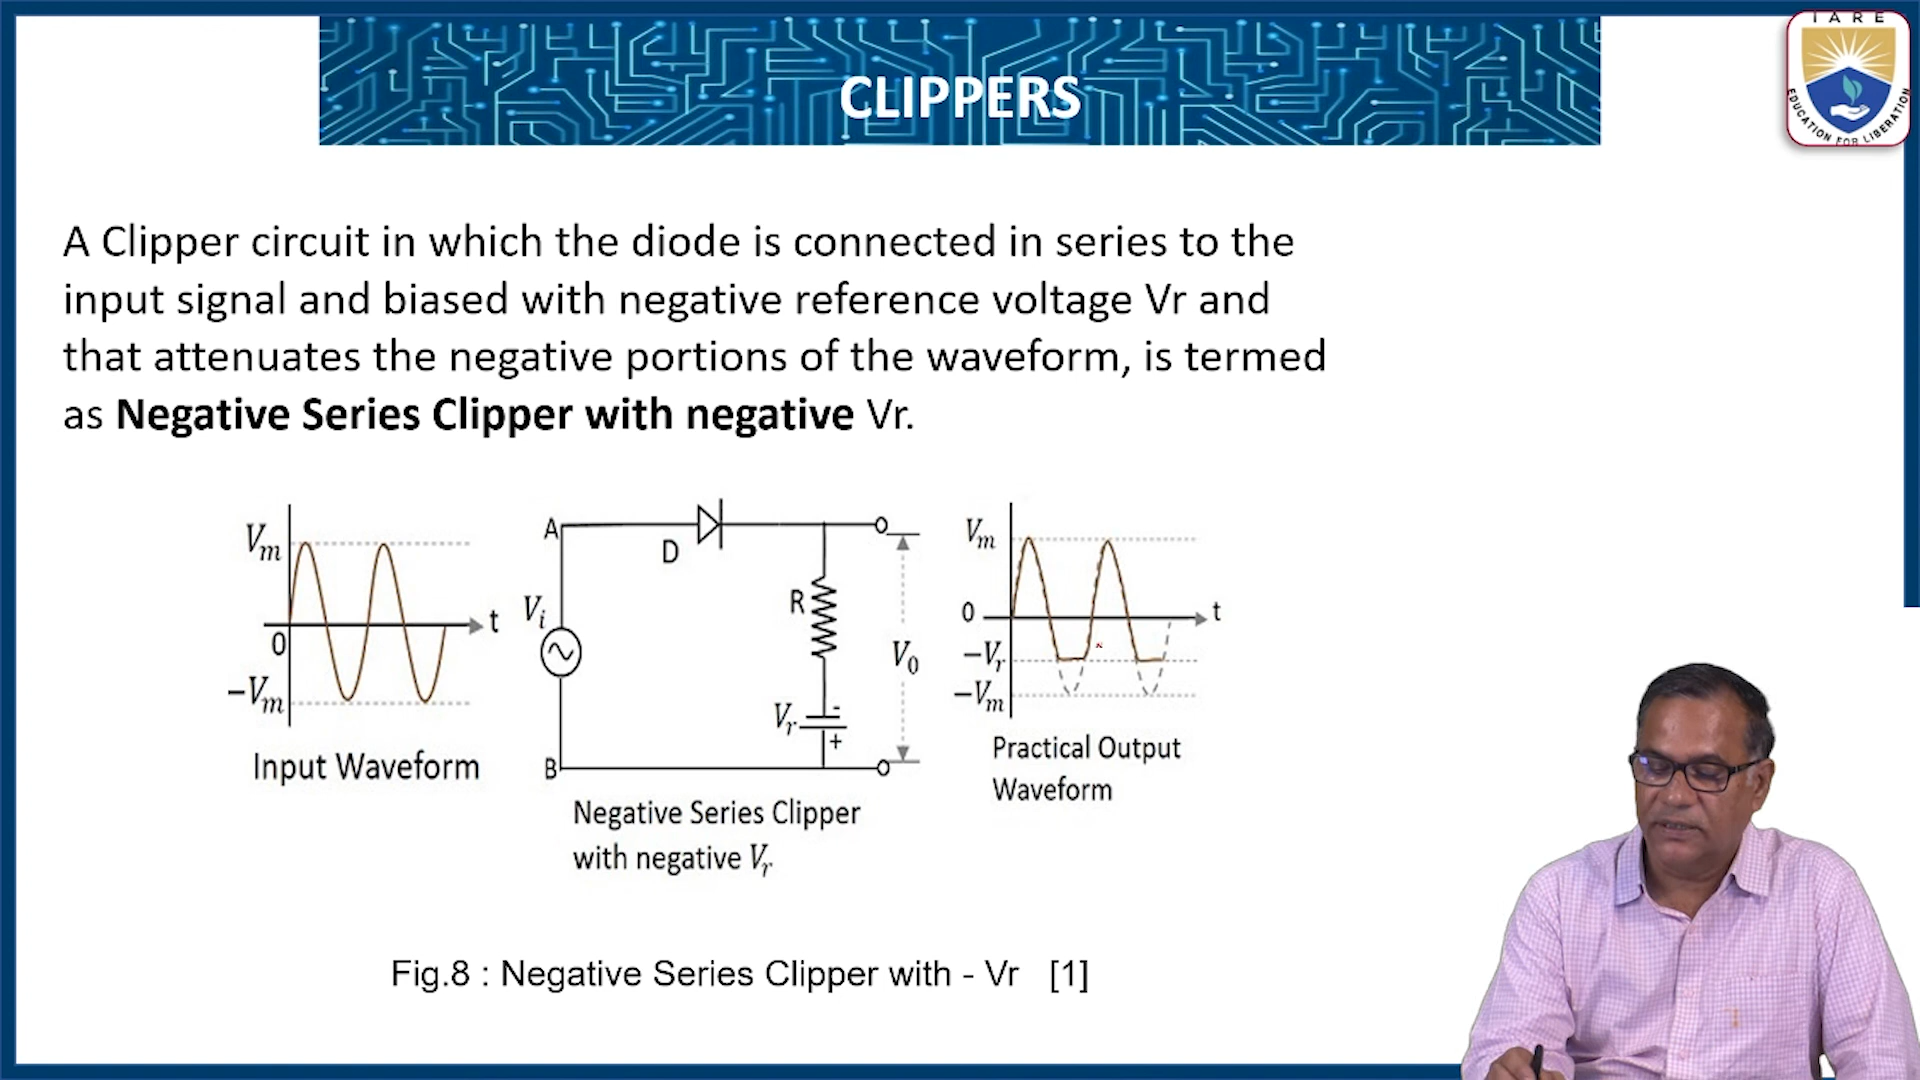 CLIPPERS
IARE
EDUCATION FOR LIBERATION
A Clipper circuit in which the diode is connected in series to the
input signal and biased with negative reference voltage Vr and
that attenuates the negative portions of the waveform, is termed
as Negative Series Clipper with negative Vr.
Vm
0
t
−Vm
Input Waveform
A
D
Vi
R
V0
Vr
-
+
B
Negative Series Clipper
with negative Vr
Vm
0
t
−Vr
−Vm
Practical Output
Waveform
Fig.8 : Negative Series Clipper with - Vr [1]